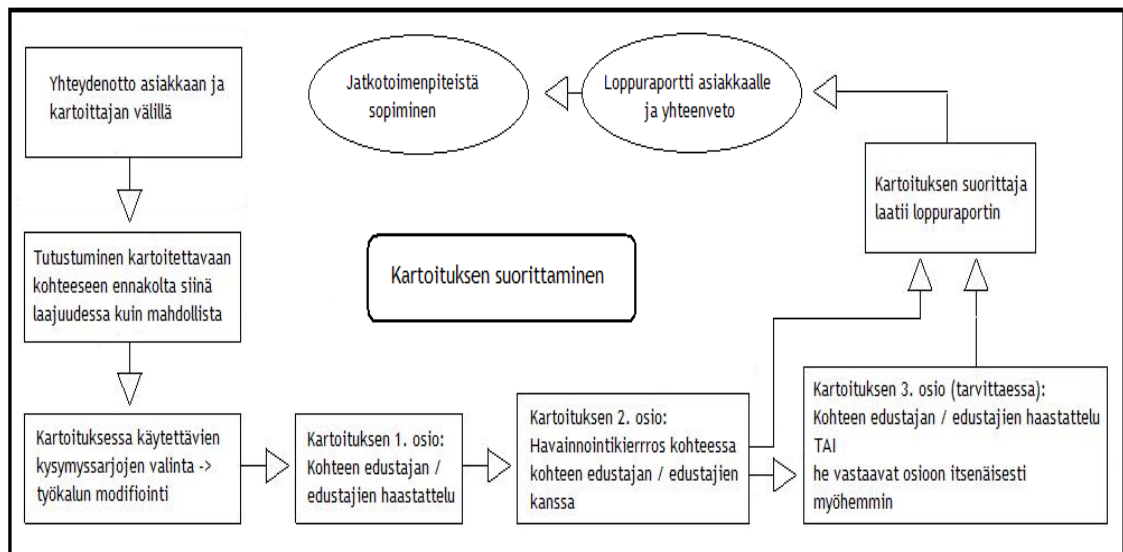 Yhteydenotto asiakkaan ja
kartoittajan välillä
Jatkotoimenpiteistä
sopiminen
Loppuraportti asiakkaalle
ja yhteenveto
Kartoituksen suorittaja
laatii loppuraportin
Tutustuminen kartoitettavaan
kohteeseen ennakolta siinä
laajuudessa kuin mahdollista
Kartoituksen suorittaminen
Kartoituksessa käytettävien
kysymyssarjojen valinta ->
työkalun modifiointi
Kartoituksen 1. osio:
Kohteen edustajan /
edustajien haastattelu
Kartoituksen 2. osio:
Havainnointikierrros kohteessa
kohteen edustajan / edustajien
kanssa
Kartoituksen 3. osio (tarvittaessa):
Kohteen edustajan / edustajien haastattelu
TAI
he vastaavat osioon itsenäisesti
myöhemmin